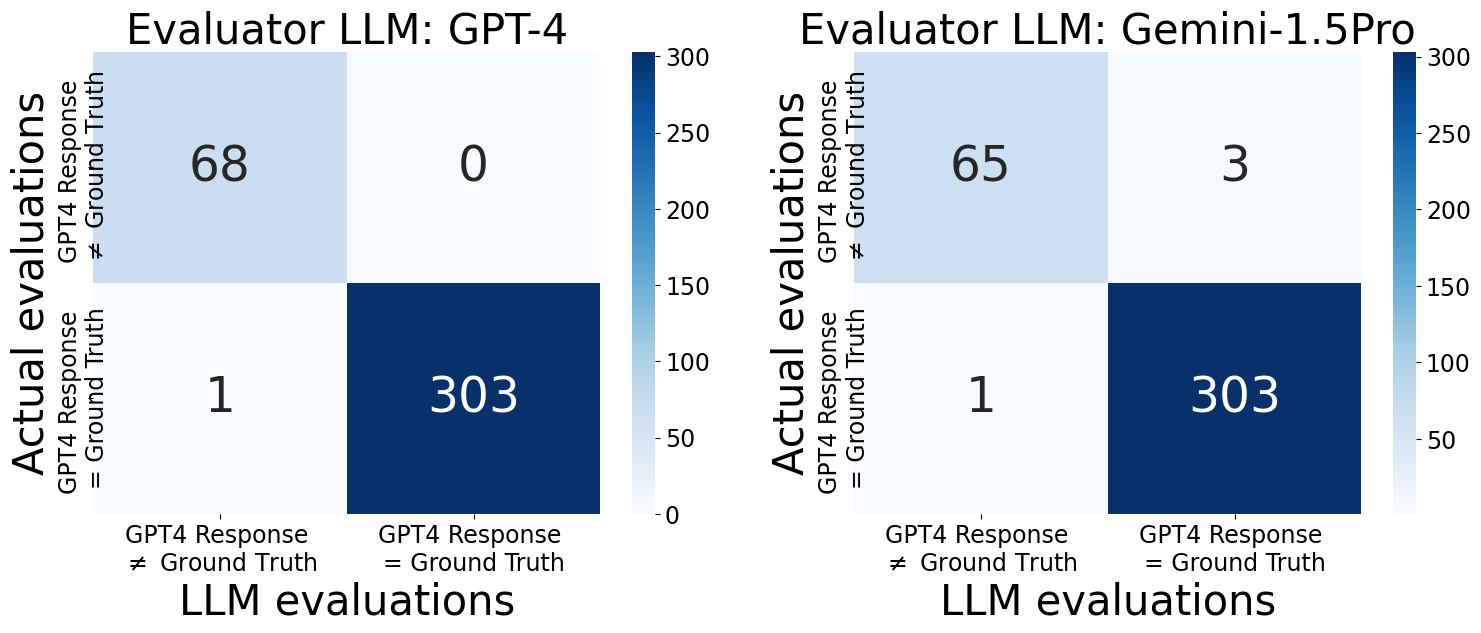 Evaluator LLM: GPT-4
Actual evaluations
GPT4 Response
≠ Ground Truth
GPT4 Response
= Ground Truth
68
0
1
303
GPT4 Response
≠ Ground Truth
GPT4 Response
= Ground Truth
LLM evaluations
300
250
200
150
100
50
0
Evaluator LLM: Gemini-1.5Pro
Actual evaluations
GPT4 Response
≠ Ground Truth
GPT4 Response
= Ground Truth
65
3
1
303
GPT4 Response
≠ Ground Truth
GPT4 Response
= Ground Truth
LLM evaluations
300
250
200
150
100
50